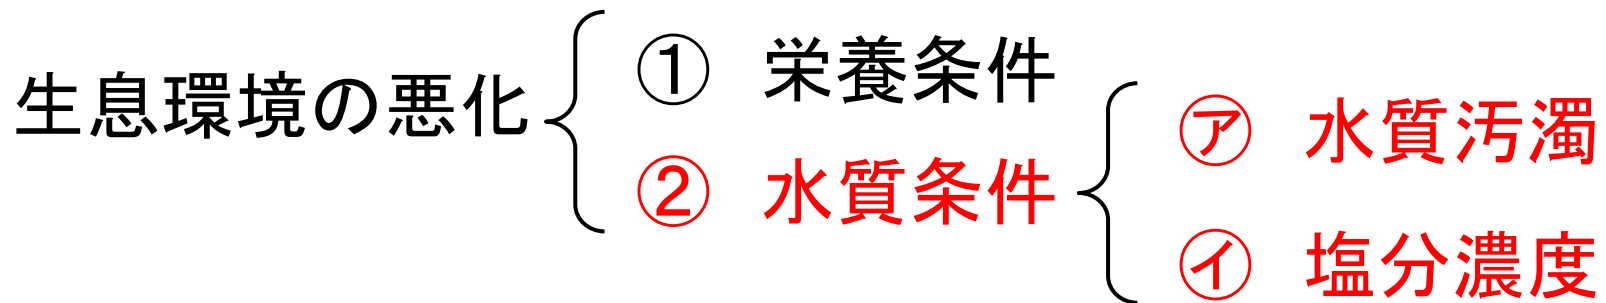 生息環境の悪化
① 栄養条件
② 水質条件
㋐ 水質汚濁
㋑ 塩分濃度